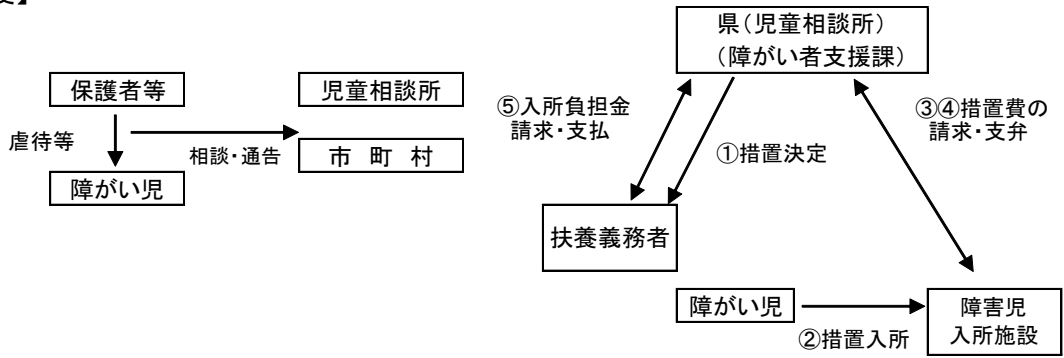 県（児童相談所）
（障がい者支援課）
保護者等
児童相談所
虐待等
相談・通告
市 町 村
障がい児
⑤入所負担金
請求・支払
①措置決定
③④措置費の
請求・支弁
扶養義務者
障がい児
②措置入所
障害児
入所施設